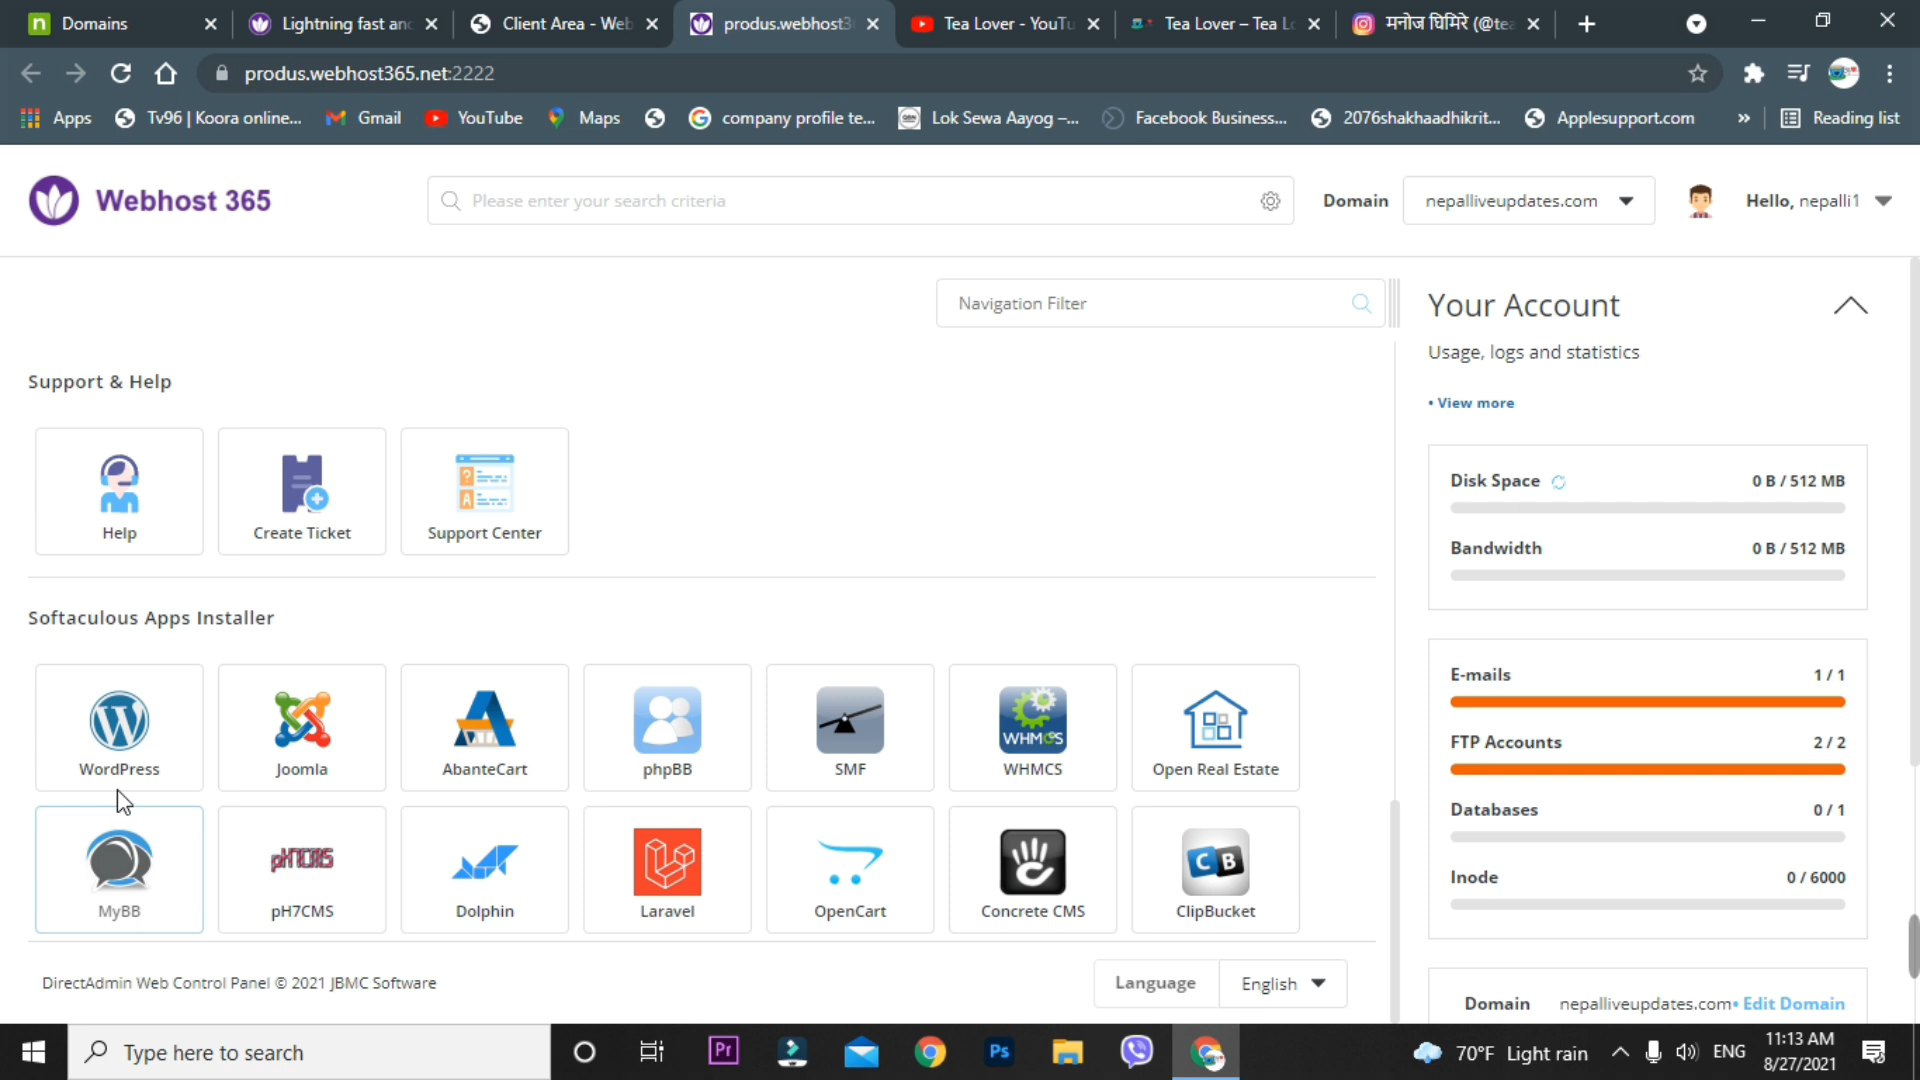 Domains
Lightning fast an
Client Area - Web
produs.webhost3
Tea Lover - YouTu
Tea Lover – Tea L
मनोज घिमिरे (@tea
produs.webhost365.net:2222
Apps
Tv96 | Koora online...
Gmail
YouTube
Maps
company profile te...
Lok Sewa Aayog –...
Facebook Business...
2076shakhaadhikrit...
Applesupport.com
»
Reading list
Webhost 365
Please enter your search criteria
Domain
nepalliveupdates.com
Hello, nepalli1
Navigation Filter
Your Account
Usage, logs and statistics
• View more
Support & Help
Help
Create Ticket
Support Center
Disk Space
0 B / 512 MB
Bandwidth
0 B / 512 MB
Softaculous Apps Installer
WordPress
Joomla
AbanteCart
phpBB
SMF
WHMCS
WHMCS
Open Real Estate
E-mails
1 / 1
FTP Accounts
2 / 2
Databases
0 / 1
Inode
0 / 6000
MyBB
pH7CMS
pH7CMS
Dolphin
Laravel
OpenCart
Concrete CMS
CB
ClipBucket
DirectAdmin Web Control Panel © 2021 JBMC Software
Language
English
Domain
nepalliveupdates.com• Edit Domain
Type here to search
Pr
Ps
70°F Light rain
ENG
11:13 AM
8/27/2021